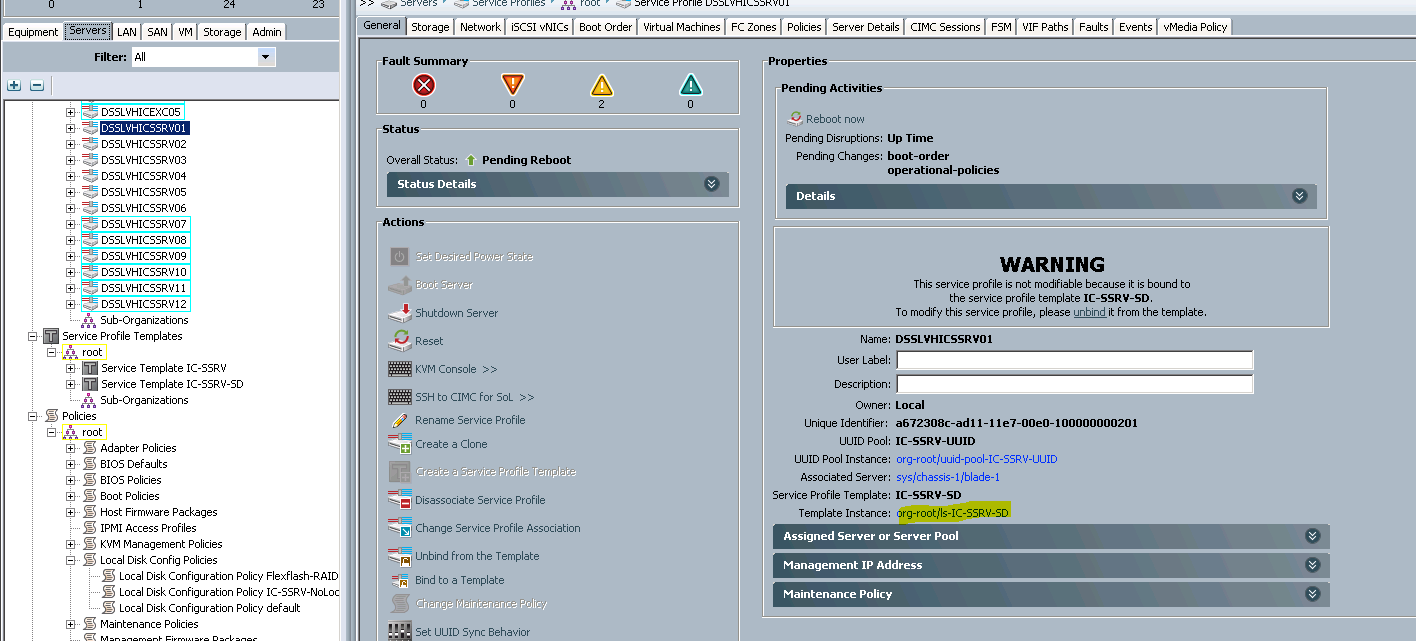 0 1 24 23
Equipment Servers LAN SAN VM Storage Admin
Filter: All
DSSLVHICEXC05
DSSLVHICSSRV01
DSSLVHICSSRV02
DSSLVHICSSRV03
DSSLVHICSSRV04
DSSLVHICSSRV05
DSSLVHICSSRV06
DSSLVHICSSRV07
DSSLVHICSSRV08
DSSLVHICSSRV09
DSSLVHICSSRV10
DSSLVHICSSRV11
DSSLVHICSSRV12
Sub-Organizations
Service Profile Templates
root
Service Template IC-SSRV
Service Template IC-SSRV-SD
Sub-Organizations
Policies
root
Adapter Policies
BIOS Defaults
BIOS Policies
Boot Policies
Host Firmware Packages
IPMI Access Profiles
KVM Management Policies
Local Disk Config Policies
Local Disk Configuration Policy Flexflash-RAID
Local Disk Configuration Policy IC-SSRV-NoLoc
Local Disk Configuration Policy default
Maintenance Policies
Management Firmware Packages
>> Servers Service Profiles root Service Profile DSSLVHICSSRV01
General Storage Network iSCSI vNICs Boot Order Virtual Machines FC Zones Policies Server Details CIMC Sessions FSM VIF Paths Faults Events vMedia Policy
Fault Summary
0 0 2 0
Status
Overall Status: Pending Reboot
Status Details
Actions
Set Desired Power State
Boot Server
Shutdown Server
Reset
KVM Console >>
SSH to CIMC for SoL >>
Rename Service Profile
Create a Clone
Create a Service Profile Template
Disassociate Service Profile
Change Service Profile Association
Unbind from the Template
Bind to a Template
Change Maintenance Policy
Set UUID Sync Behavior
Properties
Pending Activities
Reboot now
Pending Disruptions: Up Time
Pending Changes: boot-order
operational-policies
Details
WARNING
This service profile is not modifiable because it is bound to
the service profile template IC-SSRV-SD.
To modify this service profile, please unbind it from the template.
Name: DSSLVHICSSRV01
User Label:
Description:
Owner: Local
Unique Identifier: a672308c-ad11-11e7-00e0-100000000201
UUID Pool: IC-SSRV-UUID
UUID Pool Instance: org-root/uuid-pool-IC-SSRV-UUID
Associated Server: sys/chassis-1/blade-1
Service Profile Template: IC-SSRV-SD
Template Instance: org-root/ls-IC-SSRV-SD
Assigned Server or Server Pool
Management IP Address
Maintenance Policy